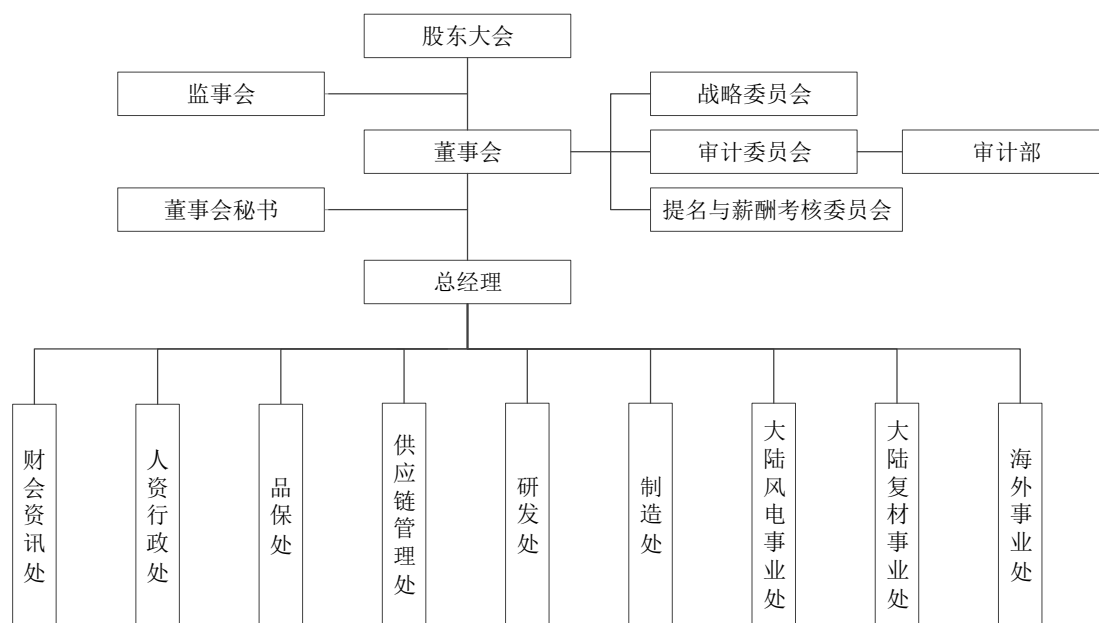 股东大会
监事会
战略委员会
董事会
审计委员会
审计部
董事会秘书
提名与薪酬考核委员会
总经理
财会资讯处
人资行政处
品保处
供应链管理处
研发处
制造处
大陆风电事业处
大陆复材事业处
海外事业处